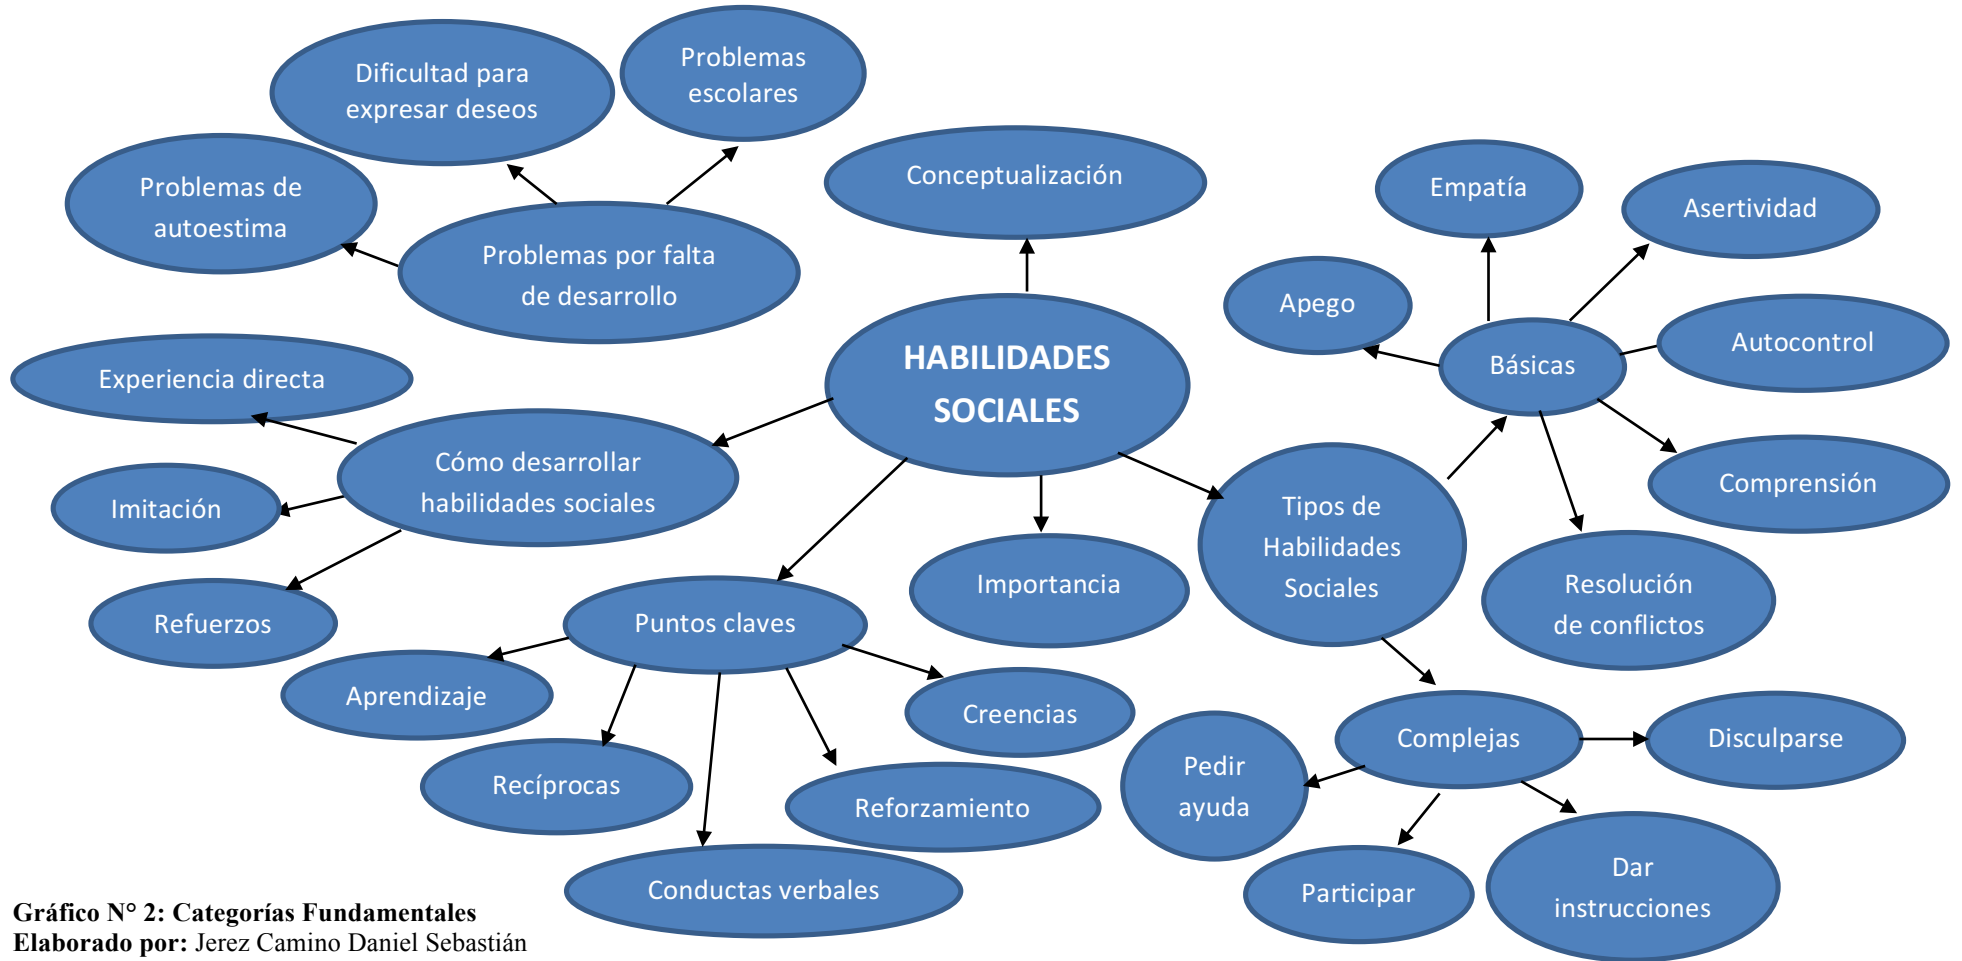 Dificultad para
expresar deseos
Problemas
escolares
Problemas de
autoestima
Problemas por falta
de desarrollo
Conceptualización
Empatía
Asertividad
Apego
Básicas
Autocontrol
HABILIDADES
SOCIALES
Experiencia directa
Cómo desarrollar
habilidades sociales
Imitación
Refuerzos
Comprensión
Tipos de
Habilidades
Sociales
Importancia
Resolución
de conflictos
Puntos claves
Aprendizaje
Recíprocas
Creencias
Reforzamiento
Conductas verbales
Complejas
Disculparse
Pedir
ayuda
Participar
Dar
instrucciones
Gráfico N° 2: Categorías Fundamentales
Elaborado por: Jerez Camino Daniel Sebastián